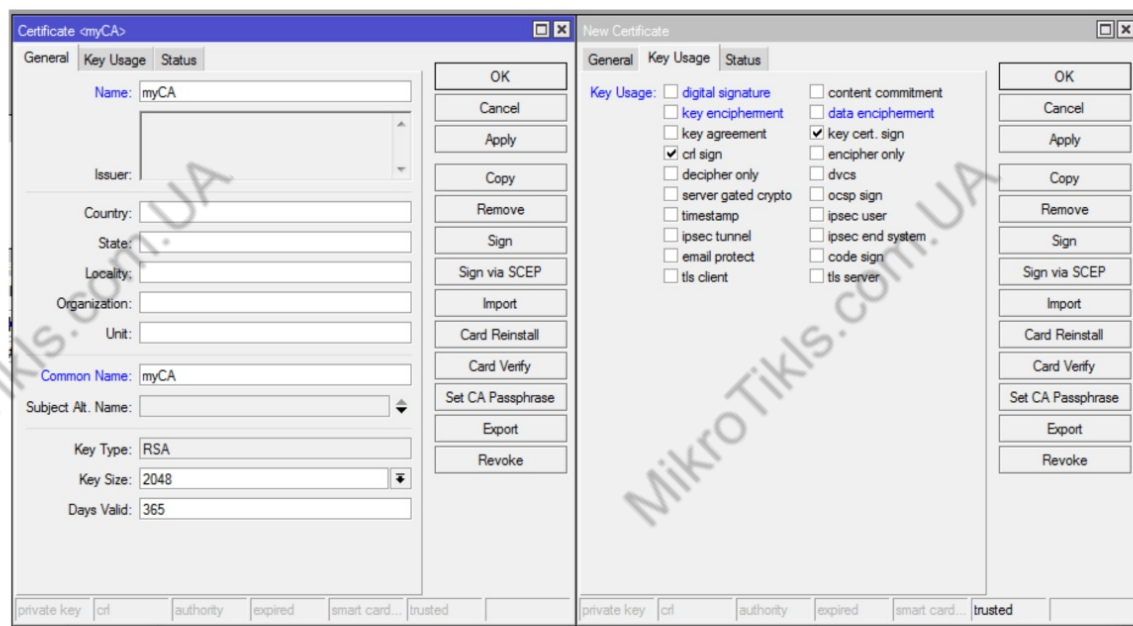 Certificate <myCA>
General Key Usage Status
Name: myCA
Issuer:
Country:
State:
Locality:
Organization:
Unit:
Common Name: myCA
Subject Alt. Name:
Key Type: RSA
Key Size: 2048
Days Valid: 365
OK
Cancel
Apply
Copy
Remove
Sign
Sign via SCEP
Import
Card Reinstall
Card Verify
Set CA Passphrase
Export
Revoke
private key crl authority expired smart card... trusted
New Certificate
General Key Usage Status
Key Usage: digital signature content commitment
key encipherment data encipherment
key agreement key cert. sign
crl sign encipher only
decipher only dvcs
server gated crypto ocsp sign
timestamp ipsec user
ipsec tunnel ipsec end system
email protect code sign
tls client tls server
OK
Cancel
Apply
Copy
Remove
Sign
Sign via SCEP
Import
Card Reinstall
Card Verify
Set CA Passphrase
Export
Revoke
private key crl authority expired smart card... trusted
Tikls.com.UA
MikroTikls.com.UA